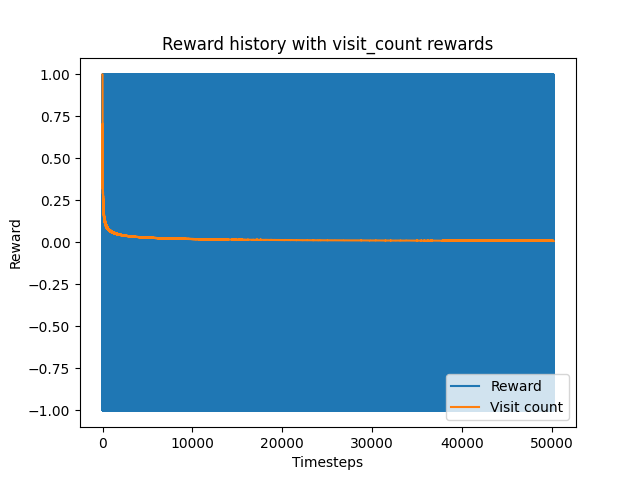 Reward history with visit_count rewards
1.00
0.75
0.50
0.25
0.00
−0.25
−0.50
−0.75
−1.00
Reward
Reward
Visit count
0 10000 20000 30000 40000 50000
Timesteps